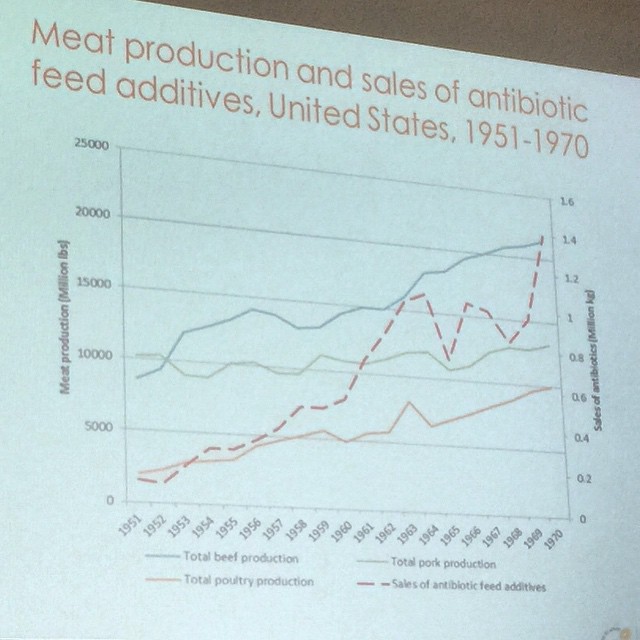 Meat production and sales of antibiotic
feed additives, United States, 1951-1970
25000
20000
15000
10000
5000
0
Meat production (Million lbs)
1.6
1.4
1.2
1
0.8
0.6
0.4
0.2
0
Sales of antibiotics (Million kg)
1951 1952 1953 1954 1955 1956 1957 1958 1959 1960 1961 1962 1963 1964 1965 1966 1967 1968 1969 1970
Total beef production Total pork production
Total poultry production Sales of antibiotic feed additives